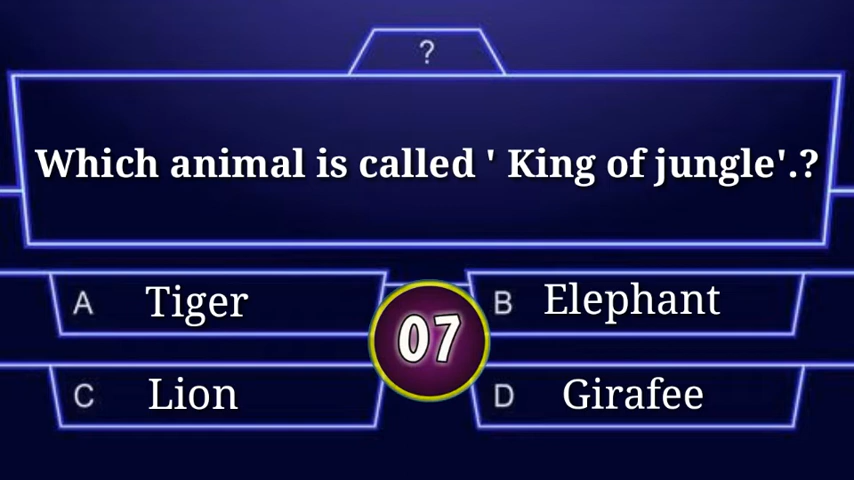 ?
Which animal is called ' King of jungle'.?
A Tiger
B Elephant
07
C Lion
D Girafee